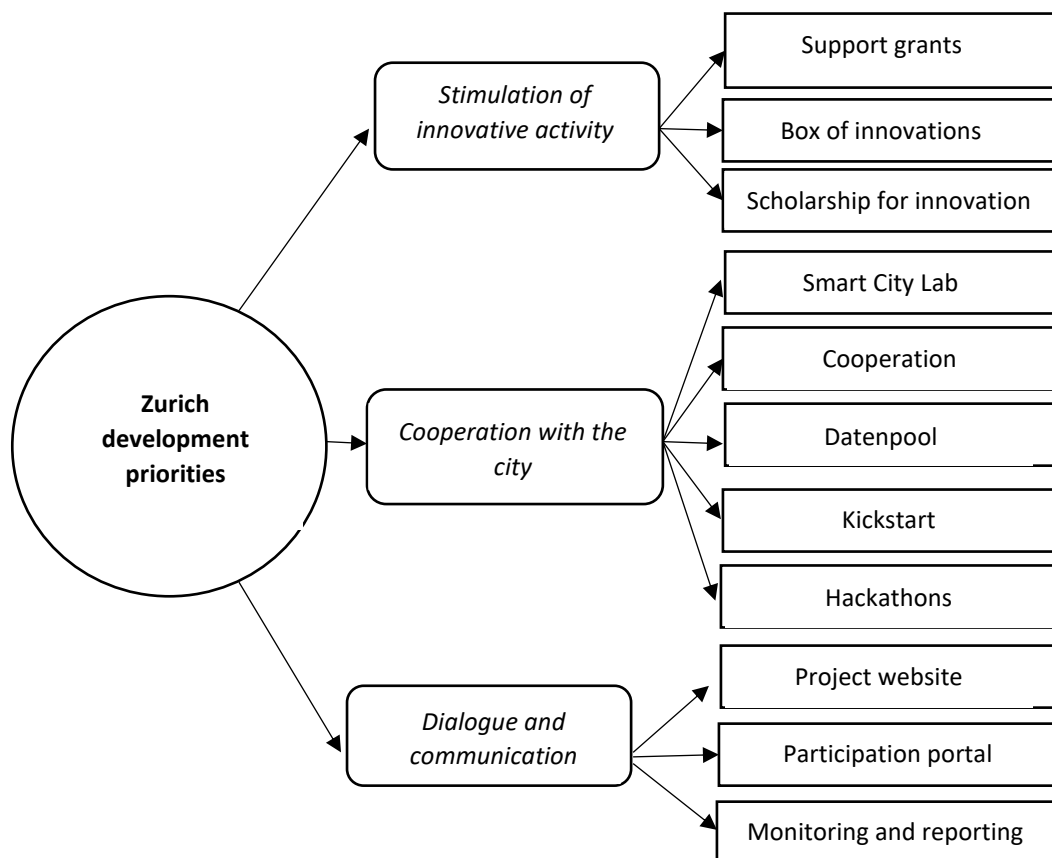 Zurich
development
priorities
Stimulation of
innovative activity
Support grants
Box of innovations
Scholarship for innovation
Cooperation with the
city
Smart City Lab
Cooperation
Datenpool
Kickstart
Hackathons
Dialogue and
communication
Project website
Participation portal
Monitoring and reporting